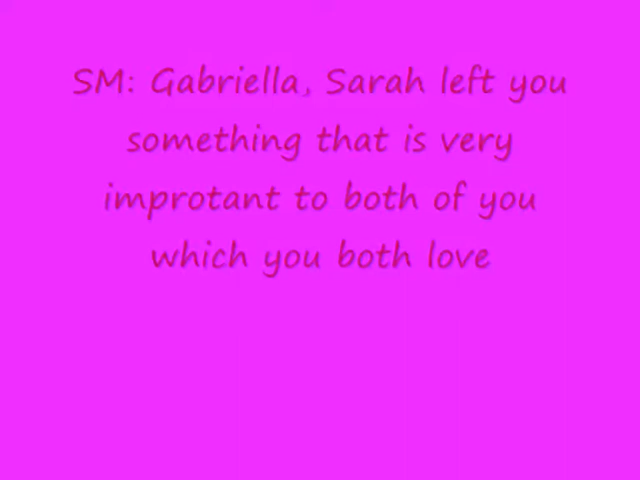 SM: Gabriella, Sarah left you
something that is very
improtant to both of you
which you both love